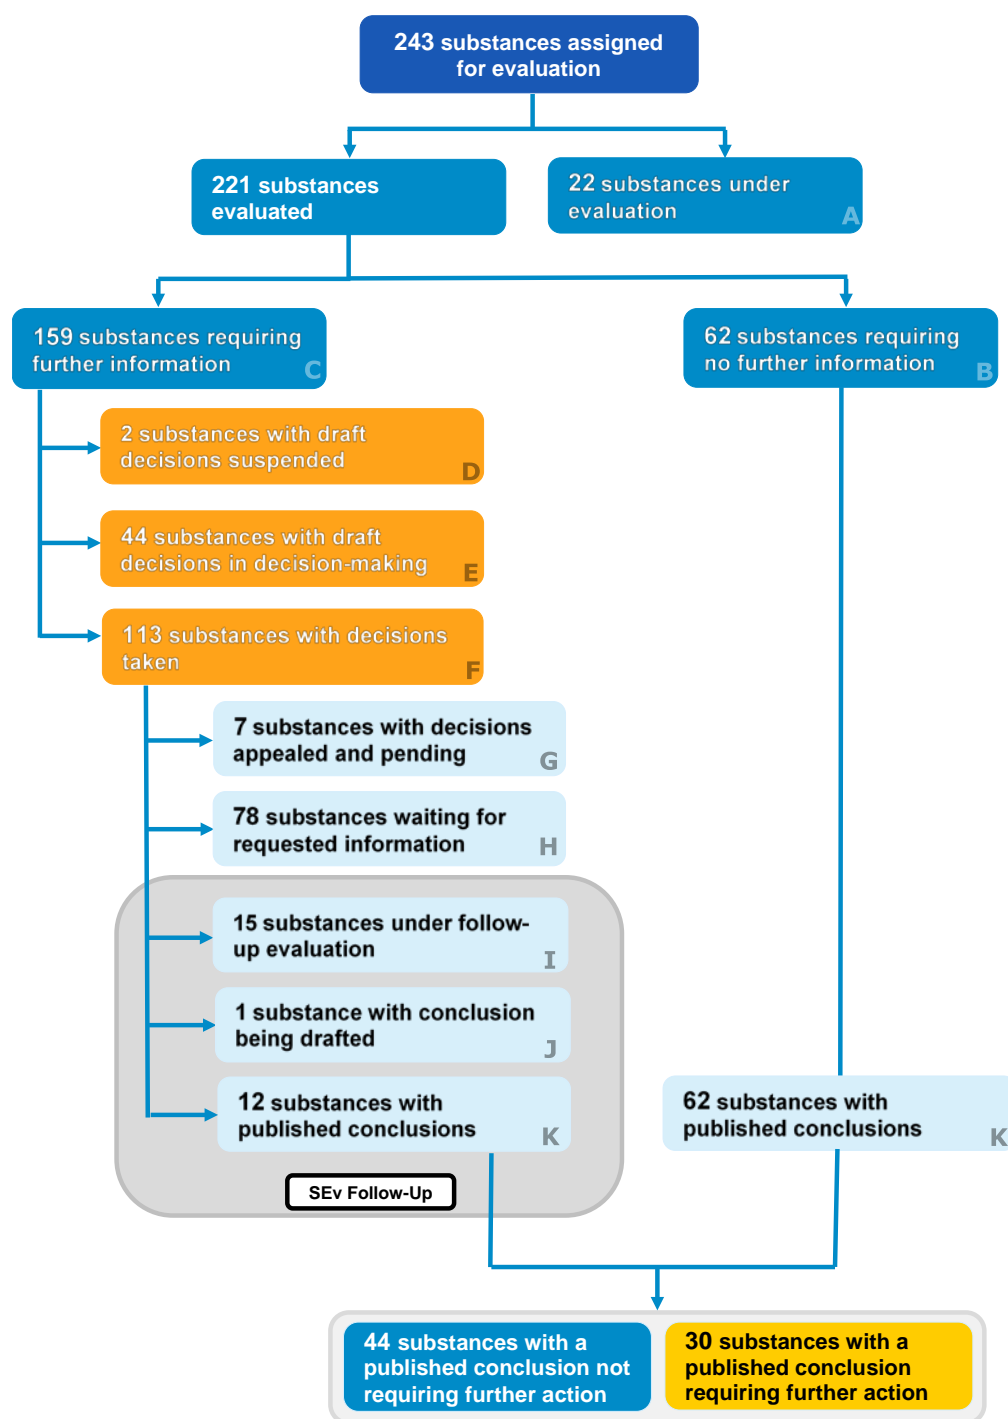 243 substances assigned
for evaluation
221 substances
evaluated
22 substances under
evaluation
A
159 substances requiring
further information
C
62 substances requiring
no further information
B
2 substances with draft
decisions suspended
D
44 substances with draft
decisions in decision-making
E
113 substances with decisions
taken
F
7 substances with decisions
appealed and pending
G
78 substances waiting for
requested information
H
15 substances under follow-
up evaluation
I
1 substance with conclusion
being drafted
J
12 substances with
published conclusions
K
62 substances with
published conclusions
K
SEv Follow-Up
44 substances with a
published conclusion not
requiring further action
30 substances with a
published conclusion
requiring further action